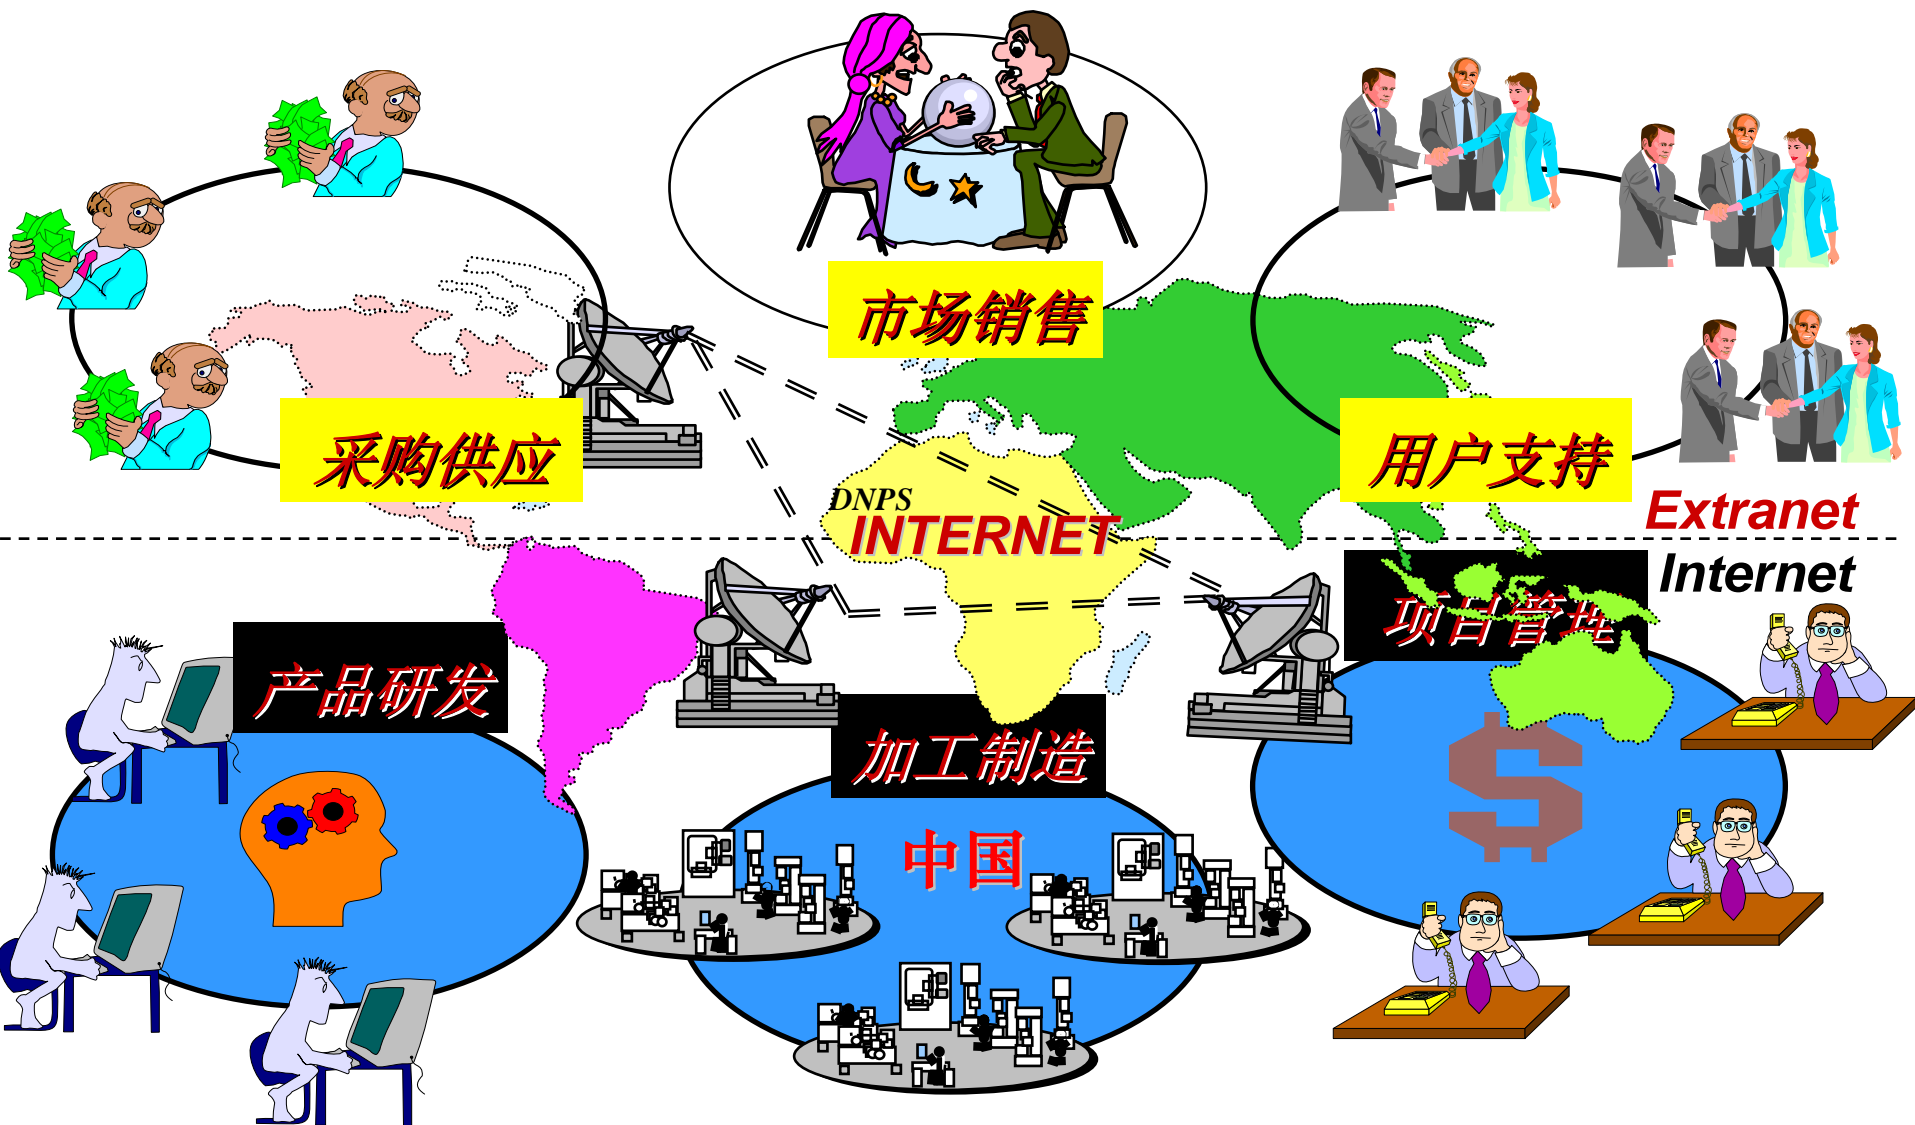 市场销售
采购供应
用户支持
DNPS
INTERNET
Extranet
Internet
项目管理
产品研发
加工制造
中国